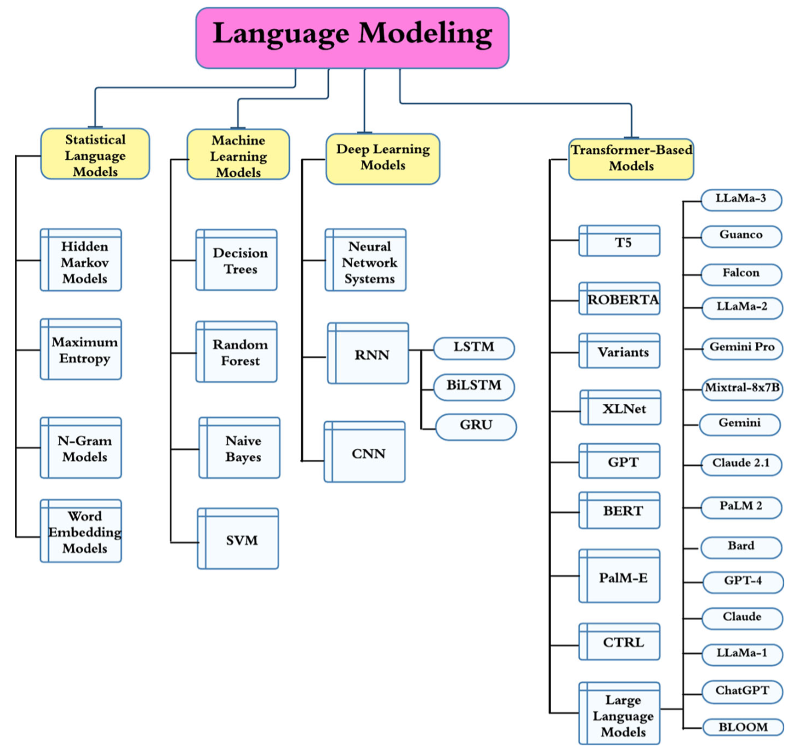 Language Modeling
Statistical
Language
Models
Hidden
Markov
Models
Maximum
Entropy
N-Gram
Models
Word
Embedding
Models
Machine
Learning
Models
Decision
Trees
Random
Forest
Naive
Bayes
SVM
Deep Learning
Models
Neural
Network
Systems
RNN
LSTM
BiLSTM
GRU
CNN
Transformer-Based
Models
T5
ROBERTA
Variants
XLNet
GPT
BERT
PalM-E
CTRL
Large
Language
Models
LLaMa-3
Guanco
Falcon
LLaMa-2
Gemini Pro
Mixtral-8x7B
Gemini
Claude 2.1
PaLM 2
Bard
GPT-4
Claude
LLaMa-1
ChatGPT
BLOOM